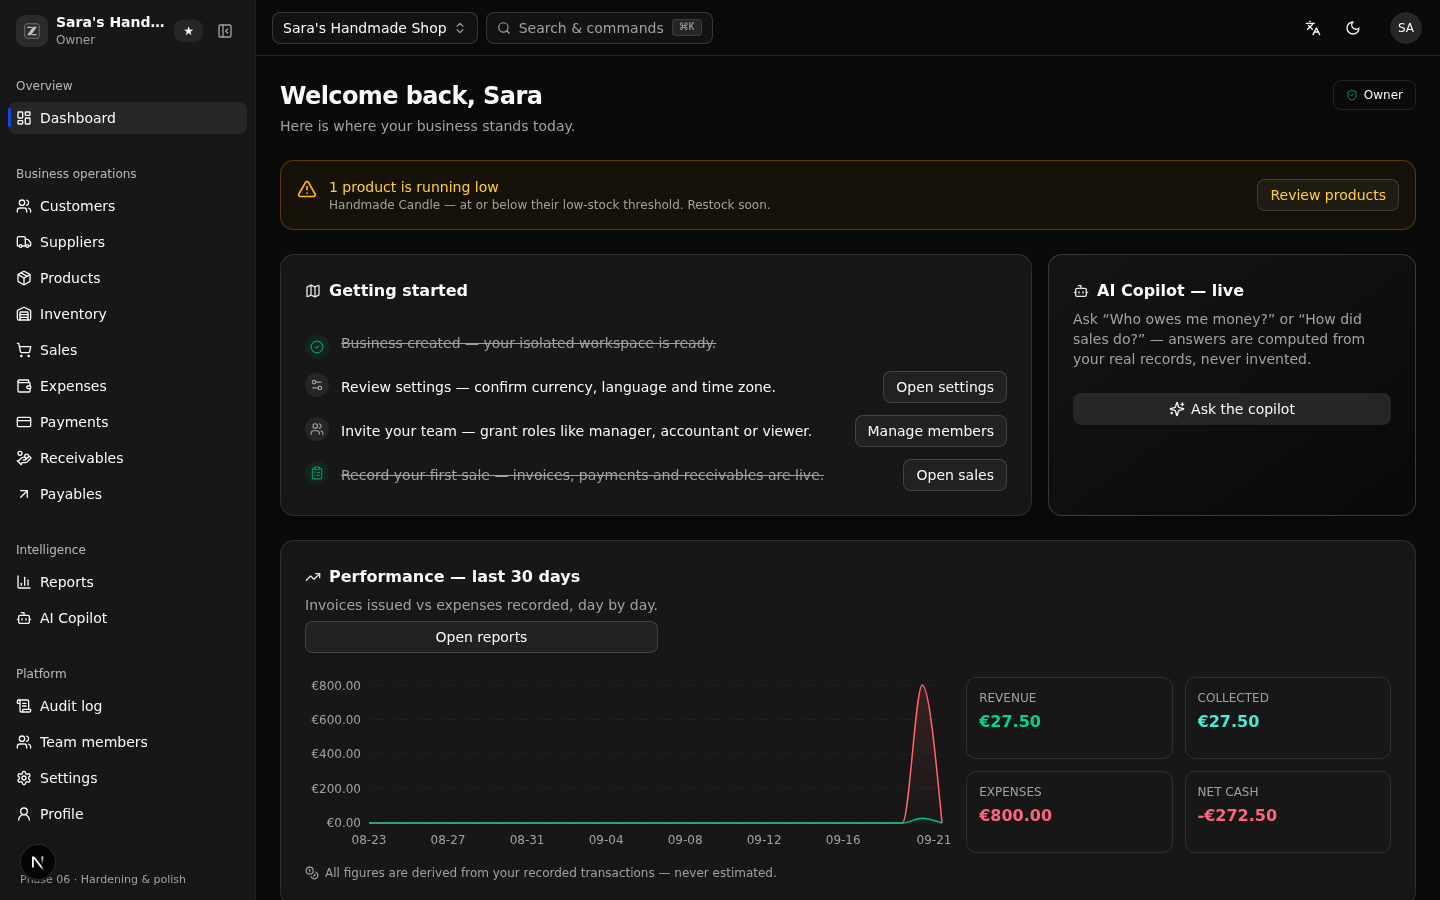 Sara's Hand...
Owner
Overview
Dashboard
Business operations
Customers
Suppliers
Products
Inventory
Sales
Expenses
Payments
Receivables
Payables
Intelligence
Reports
AI Copilot
Platform
Audit log
Team members
Settings
Profile
N
Phase 06 · Hardening & polish
Sara's Handmade Shop
Search & commands ⌘K
SA
Welcome back, Sara
Owner
Here is where your business stands today.
1 product is running low
Handmade Candle — at or below their low-stock threshold. Restock soon.
Review products
Getting started
Business created — your isolated workspace is ready.
Review settings — confirm currency, language and time zone.
Open settings
Invite your team — grant roles like manager, accountant or viewer.
Manage members
Record your first sale — invoices, payments and receivables are live.
Open sales
AI Copilot — live
Ask “Who owes me money?” or “How did
sales do?” — answers are computed from
your real records, never invented.
Ask the copilot
Performance — last 30 days
Invoices issued vs expenses recorded, day by day.
Open reports
€800.00
€600.00
€400.00
€200.00
€0.00
08-23 08-27 08-31 09-04 09-08 09-12 09-16 09-21
REVENUE
€27.50
COLLECTED
€27.50
EXPENSES
€800.00
NET CASH
-€272.50
All figures are derived from your recorded transactions — never estimated.